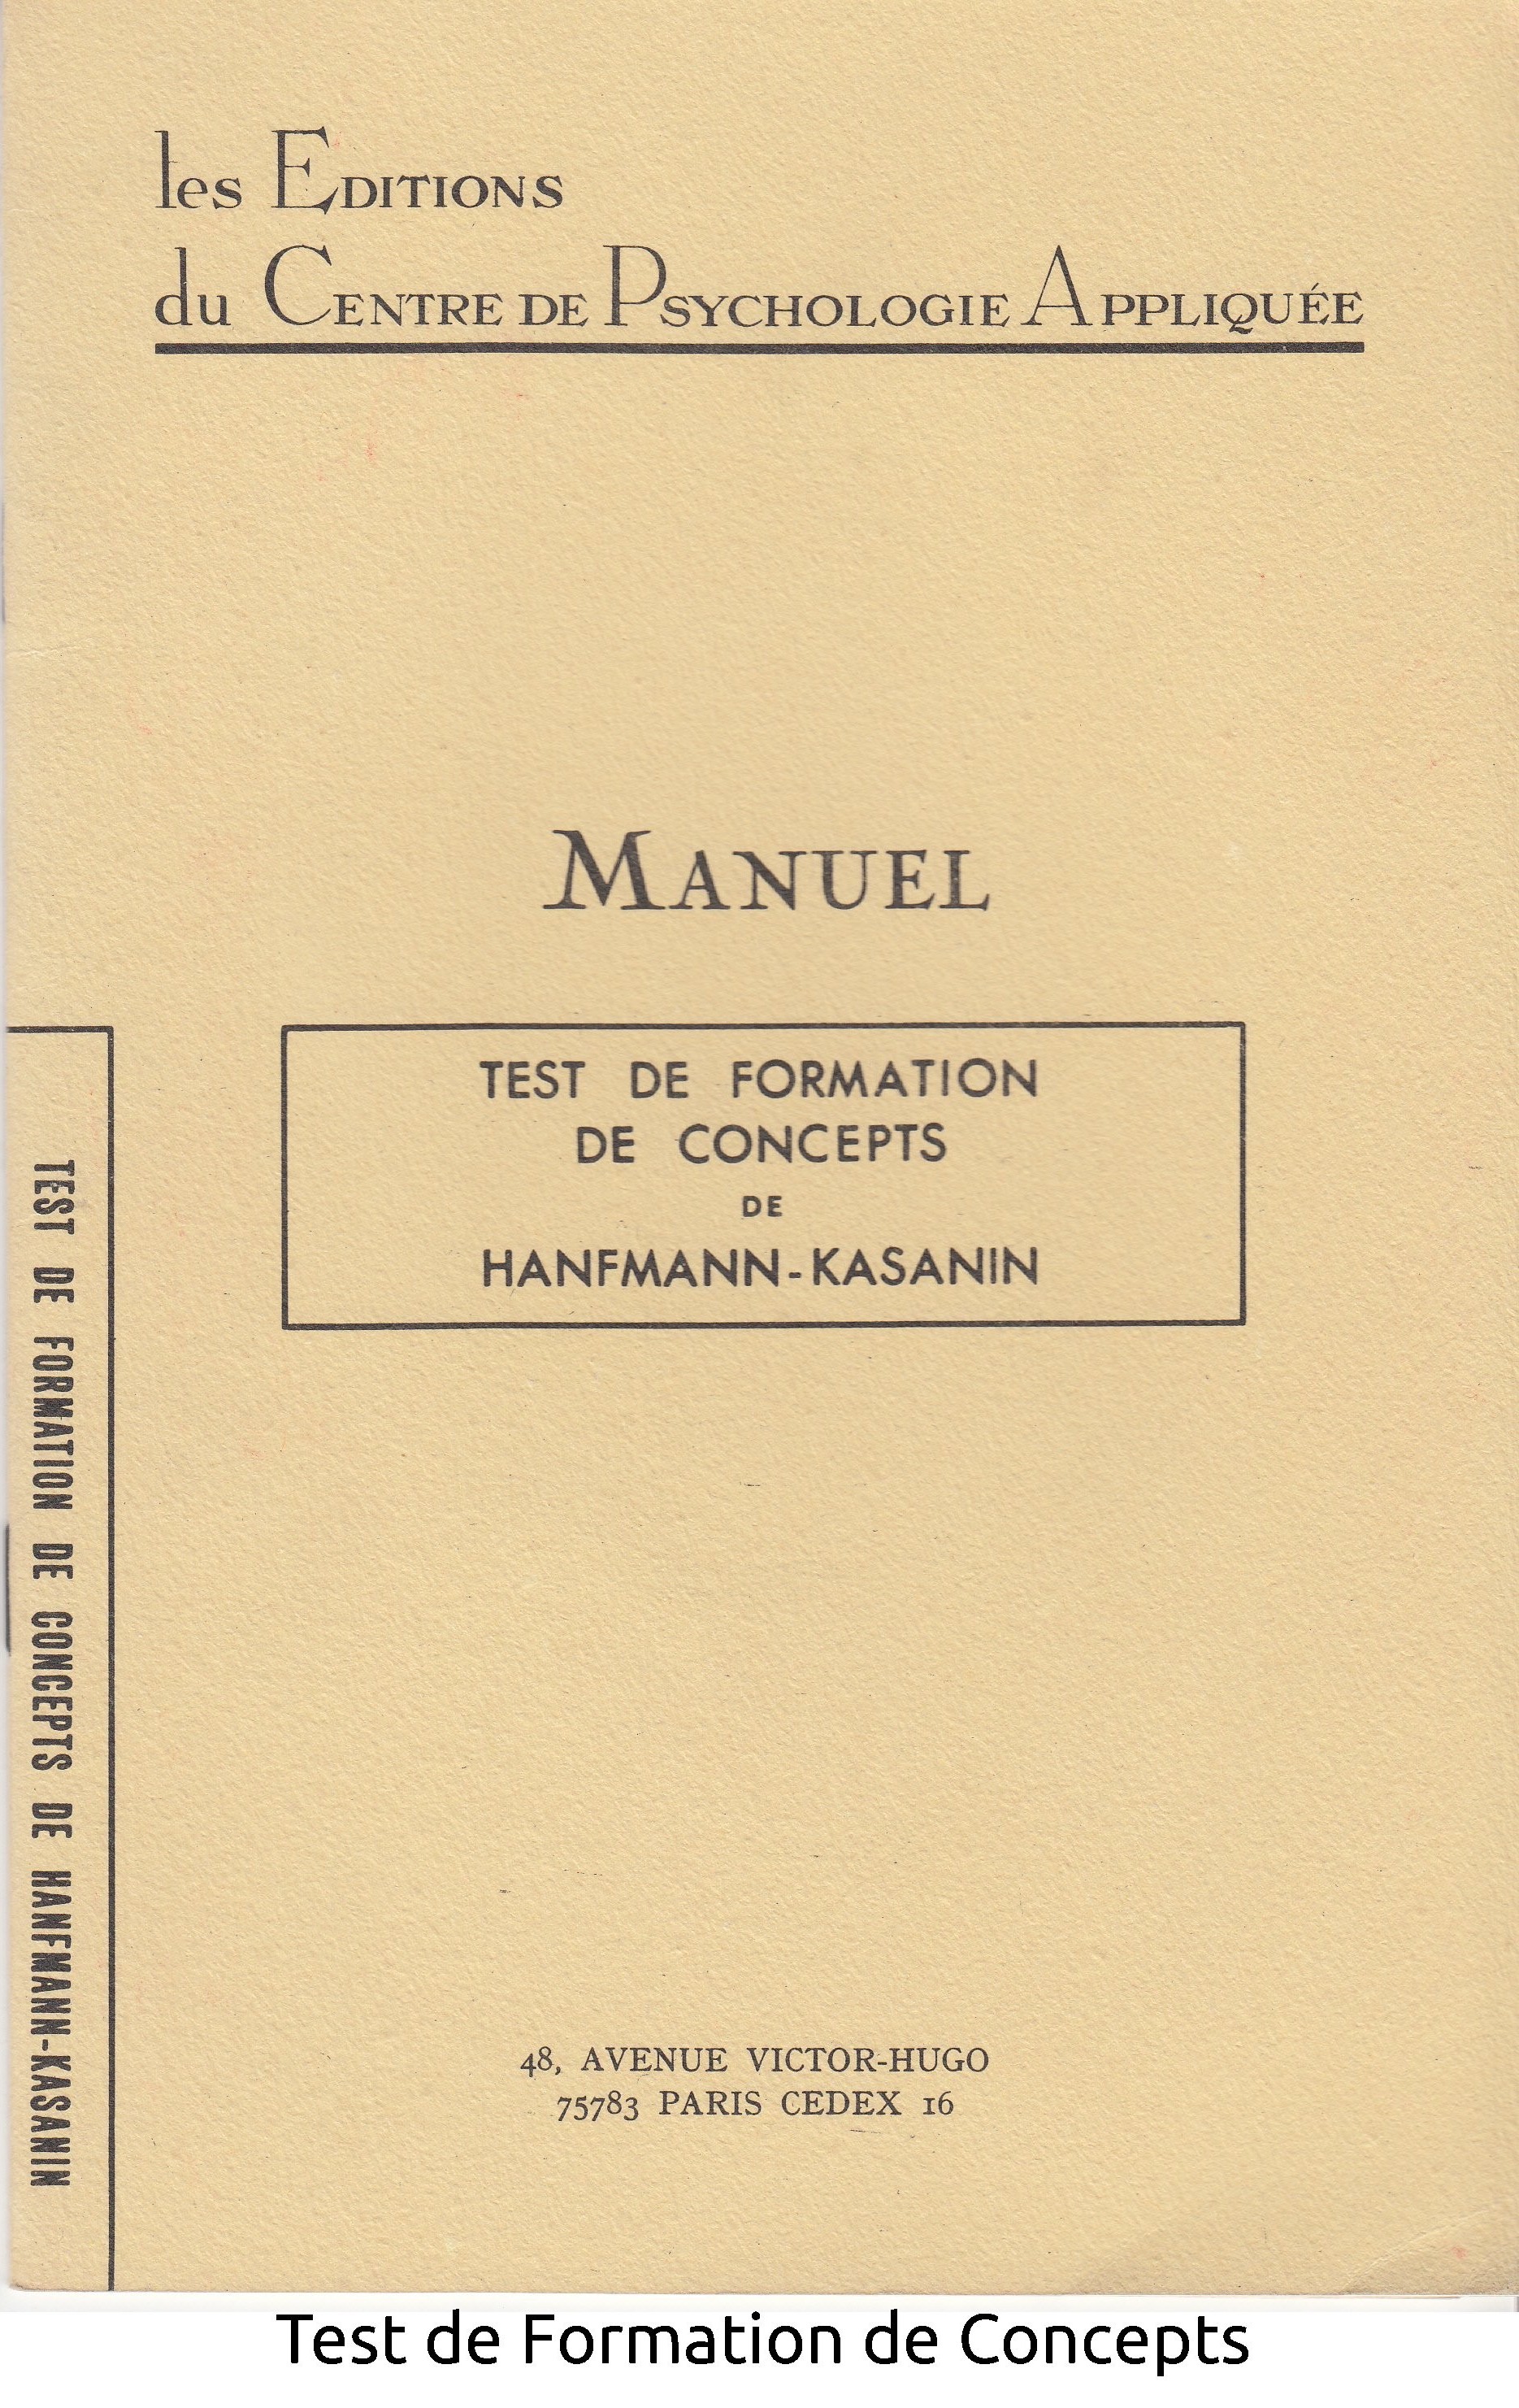 les Editions
du Centre de Psychologie Appliquée
Manuel
TEST DE FORMATION
DE CONCEPTS
DE
HANFMANN-KASANIN
TEST DE FORMATION DE CONCEPTS DE HANFMANN-KASANIN
48, AVENUE VICTOR-HUGO
75783 PARIS CEDEX 16
Test de Formation de Concepts